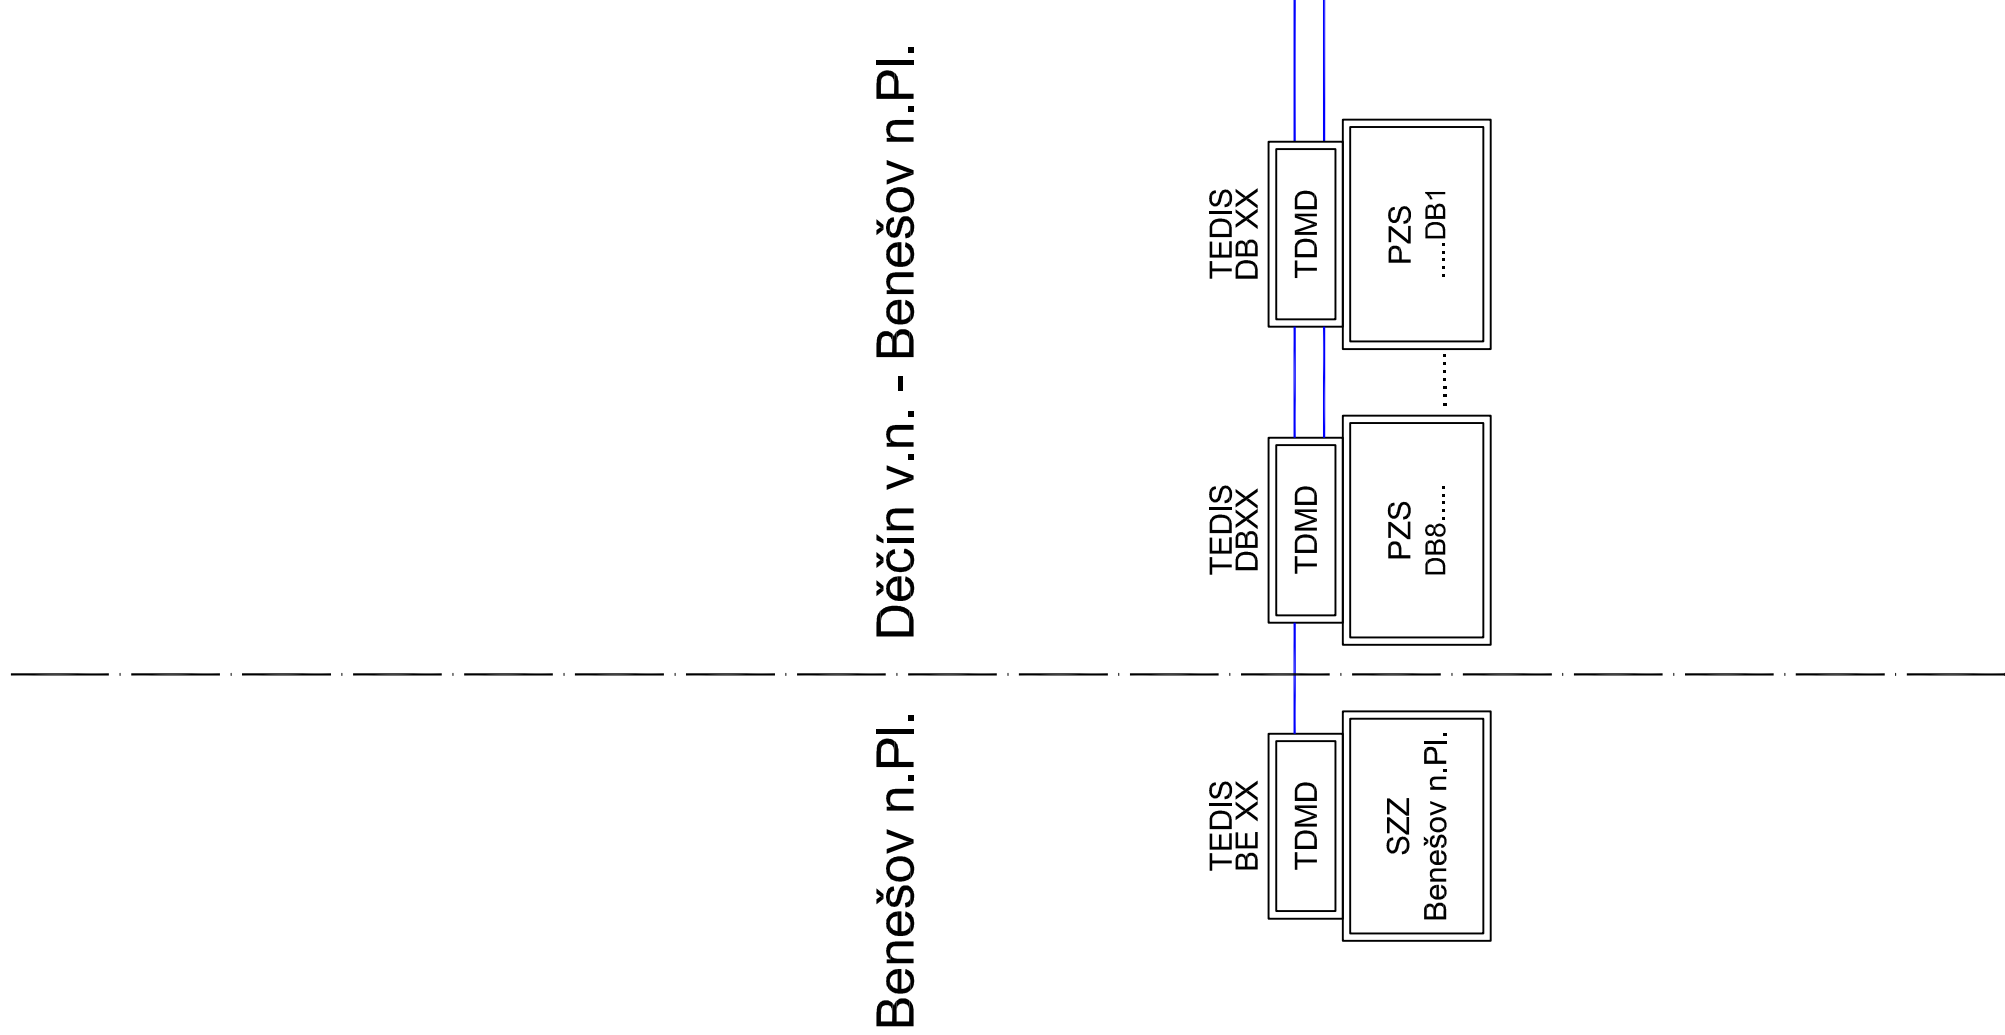 Benešov n.Pl.
Děčín v.n. - Benešov n.Pl.
TEDIS
BE XX
TDMD
SZZ
Benešov n.Pl.
TEDIS
DBXX
TDMD
PZS
DB8......
........
TEDIS
DB XX
TDMD
PZS
......DB1